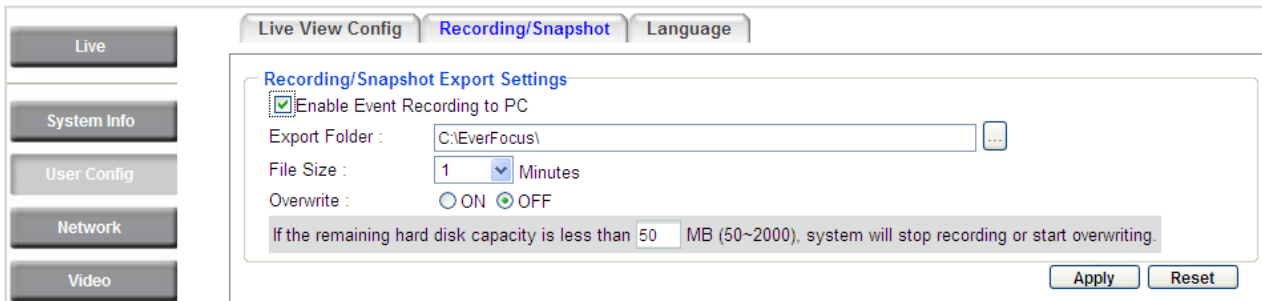 Live
System Info
User Config
Network
Video
Live View Config
Recording/Snapshot
Language
Recording/Snapshot Export Settings
Enable Event Recording to PC
Export Folder : C:\EverFocus\ ...
File Size : 1 Minutes
Overwrite : ON OFF
If the remaining hard disk capacity is less than 50 MB (50~2000), system will stop recording or start overwriting.
Apply Reset